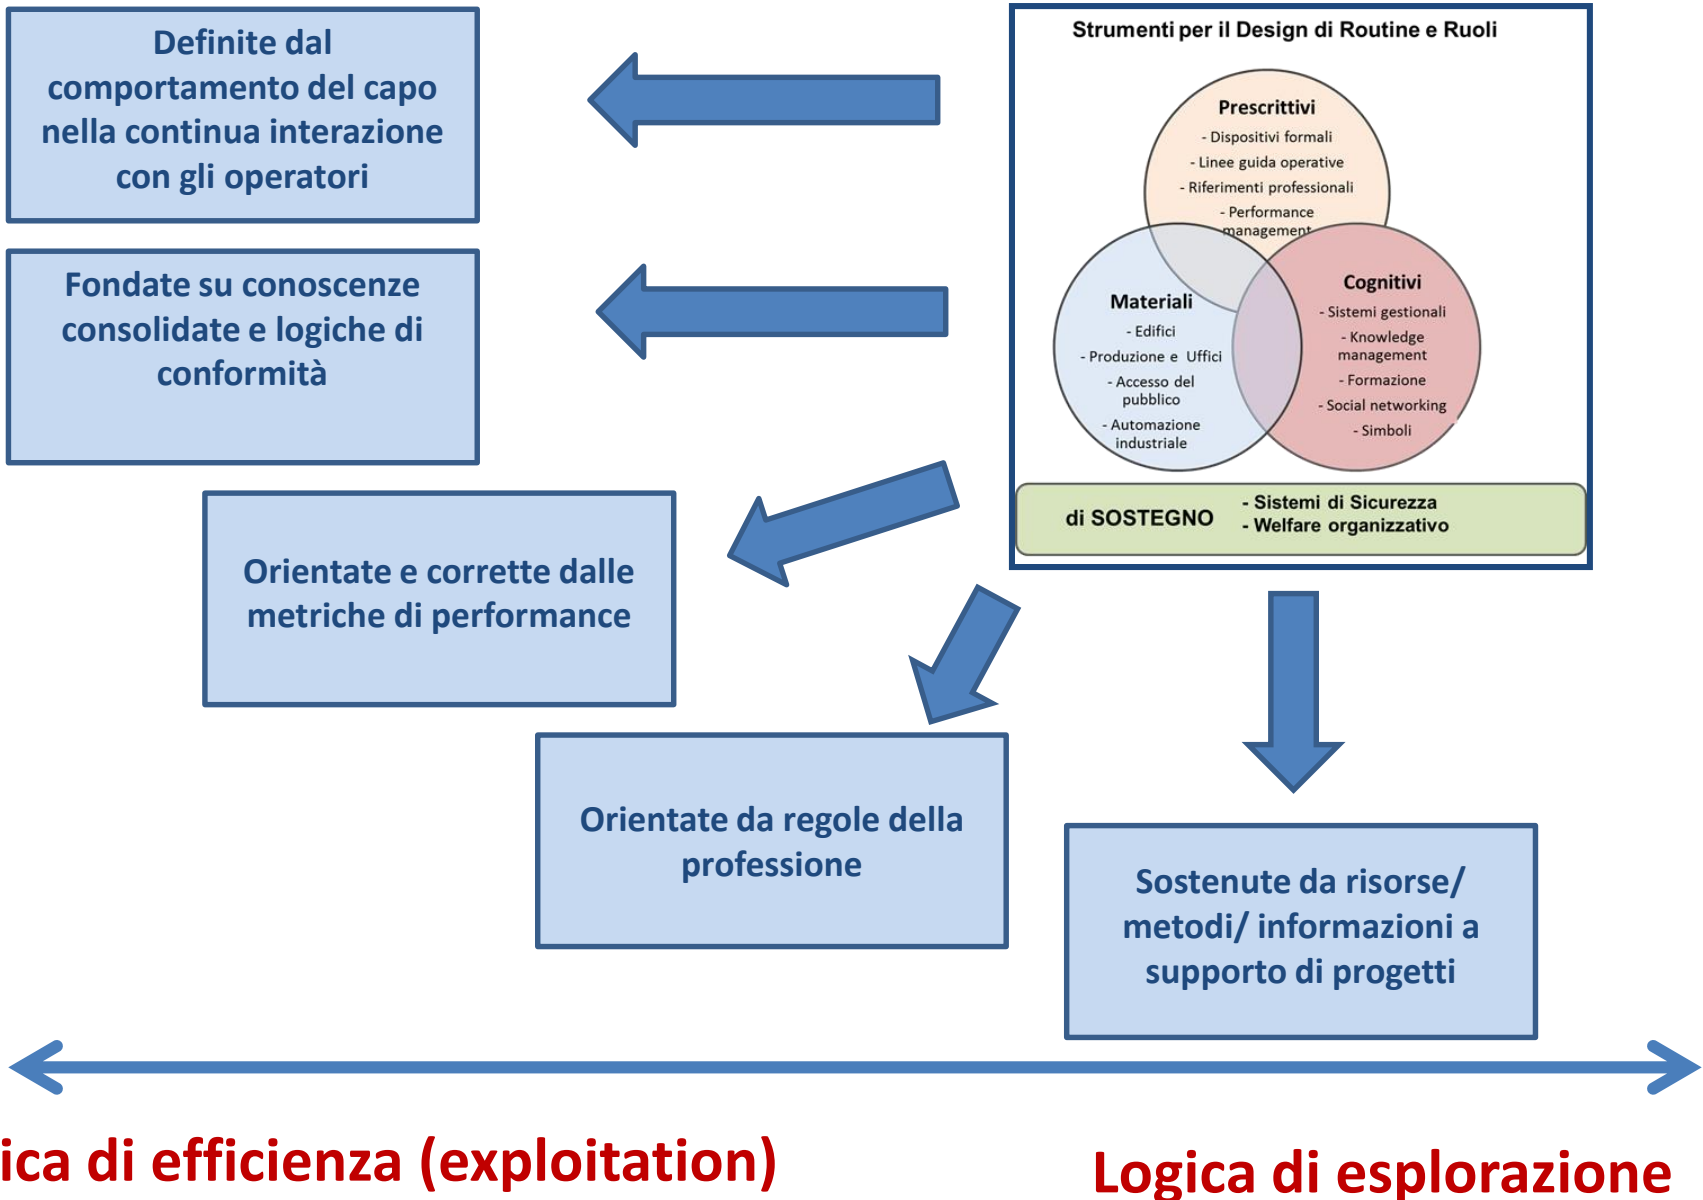 Definite dal
comportamento del capo
nella continua interazione
con gli operatori
Fondate su conoscenze
consolidate e logiche di
conformità
Orientate e corrette dalle
metriche di performance
Orientate da regole della
professione
Sostenute da risorse/
metodi/ informazioni a
supporto di progetti
Strumenti per il Design di Routine e Ruoli
Prescrittivi
- Dispositivi formali
- Linee guida operative
- Riferimenti professionali
- Performance
management
Materiali
- Edifici
- Produzione e Uffici
- Accesso del
pubblico
- Automazione
industriale
Cognitivi
- Sistemi gestionali
- Knowledge
management
- Formazione
- Social networking
- Simboli
di SOSTEGNO
- Sistemi di Sicurezza
- Welfare organizzativo
ica di efficienza (exploitation)
Logica di esplorazione